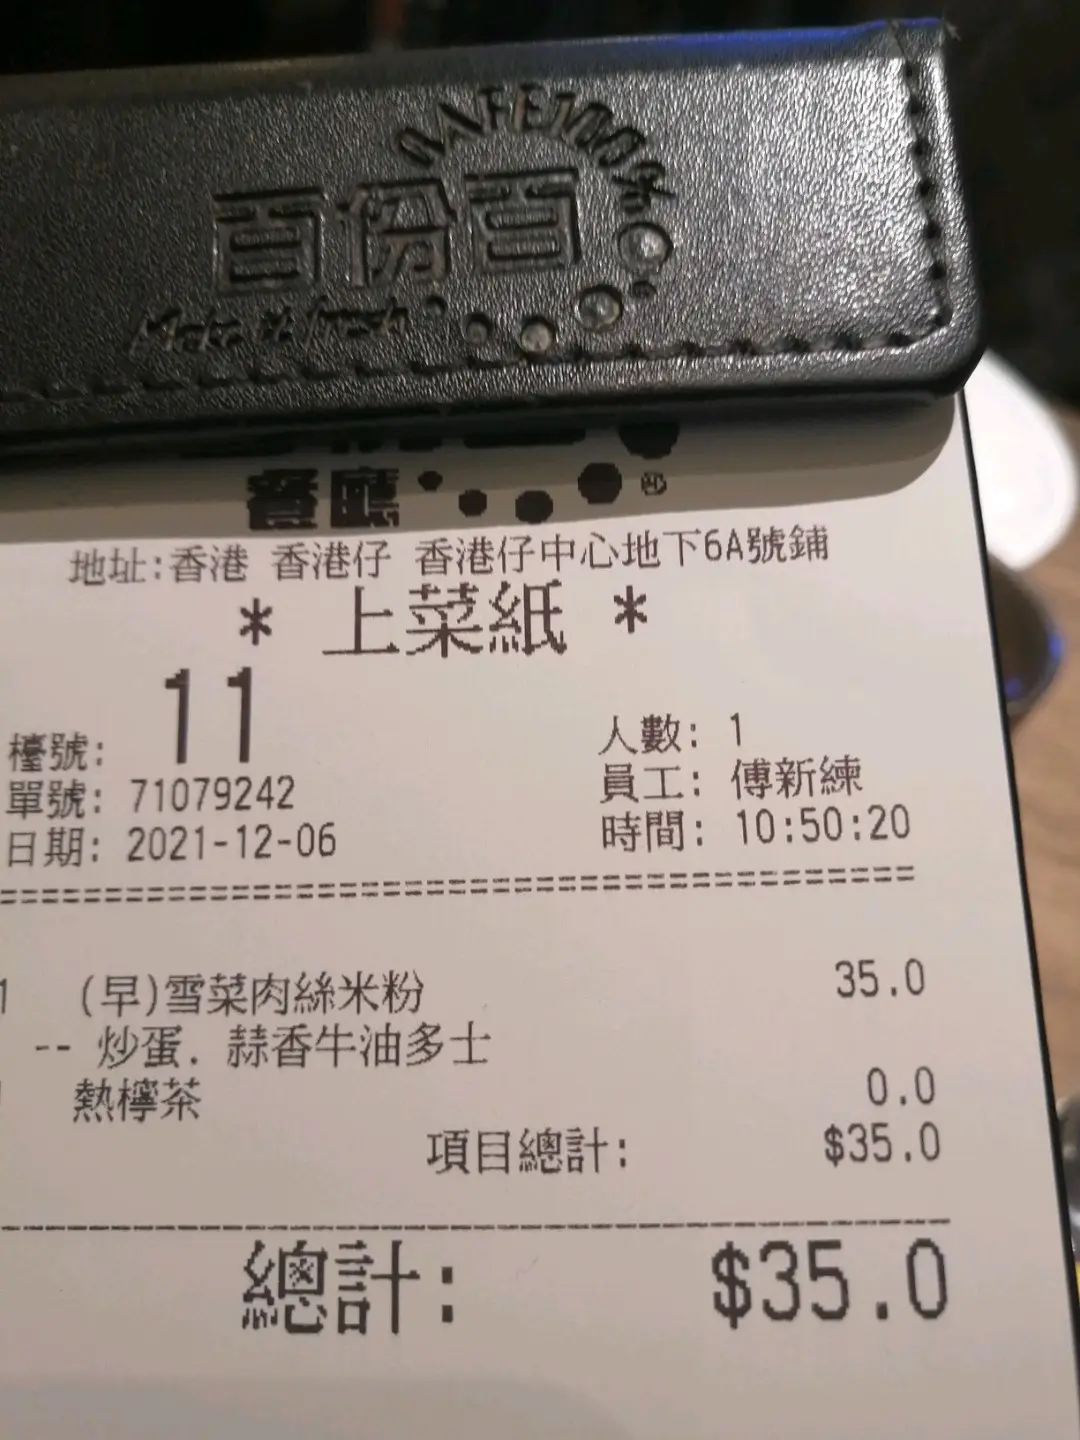 CAFE100%
百份百
餐廳
地址:香港 香港仔 香港仔中心地下6A號鋪
* 上菜紙 *
檯號: 11 人數: 1
單號: 71079242 員工: 傅新練
日期: 2021-12-06 時間: 10:50:20
1 (早)雪菜肉絲米粉 35.0
-- 炒蛋. 蒜香牛油多士
熱檸茶 0.0
項目總計: $35.0
總計: $35.0